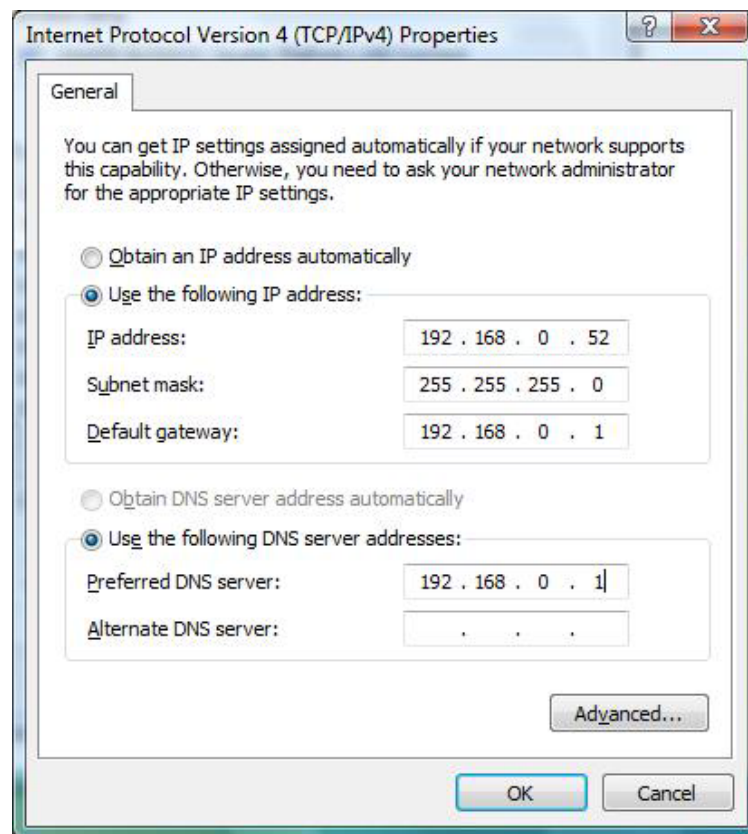 Internet Protocol Version 4 (TCP/IPv4) Properties
General
You can get IP settings assigned automatically if your network supports
this capability. Otherwise, you need to ask your network administrator
for the appropriate IP settings.
Obtain an IP address automatically
Use the following IP address:
IP address: 192 . 168 . 0 . 52
Subnet mask: 255 . 255 . 255 . 0
Default gateway: 192 . 168 . 0 . 1
Obtain DNS server address automatically
Use the following DNS server addresses:
Preferred DNS server: 192 . 168 . 0 . 1
Alternate DNS server: . . .
Advanced...
OK Cancel